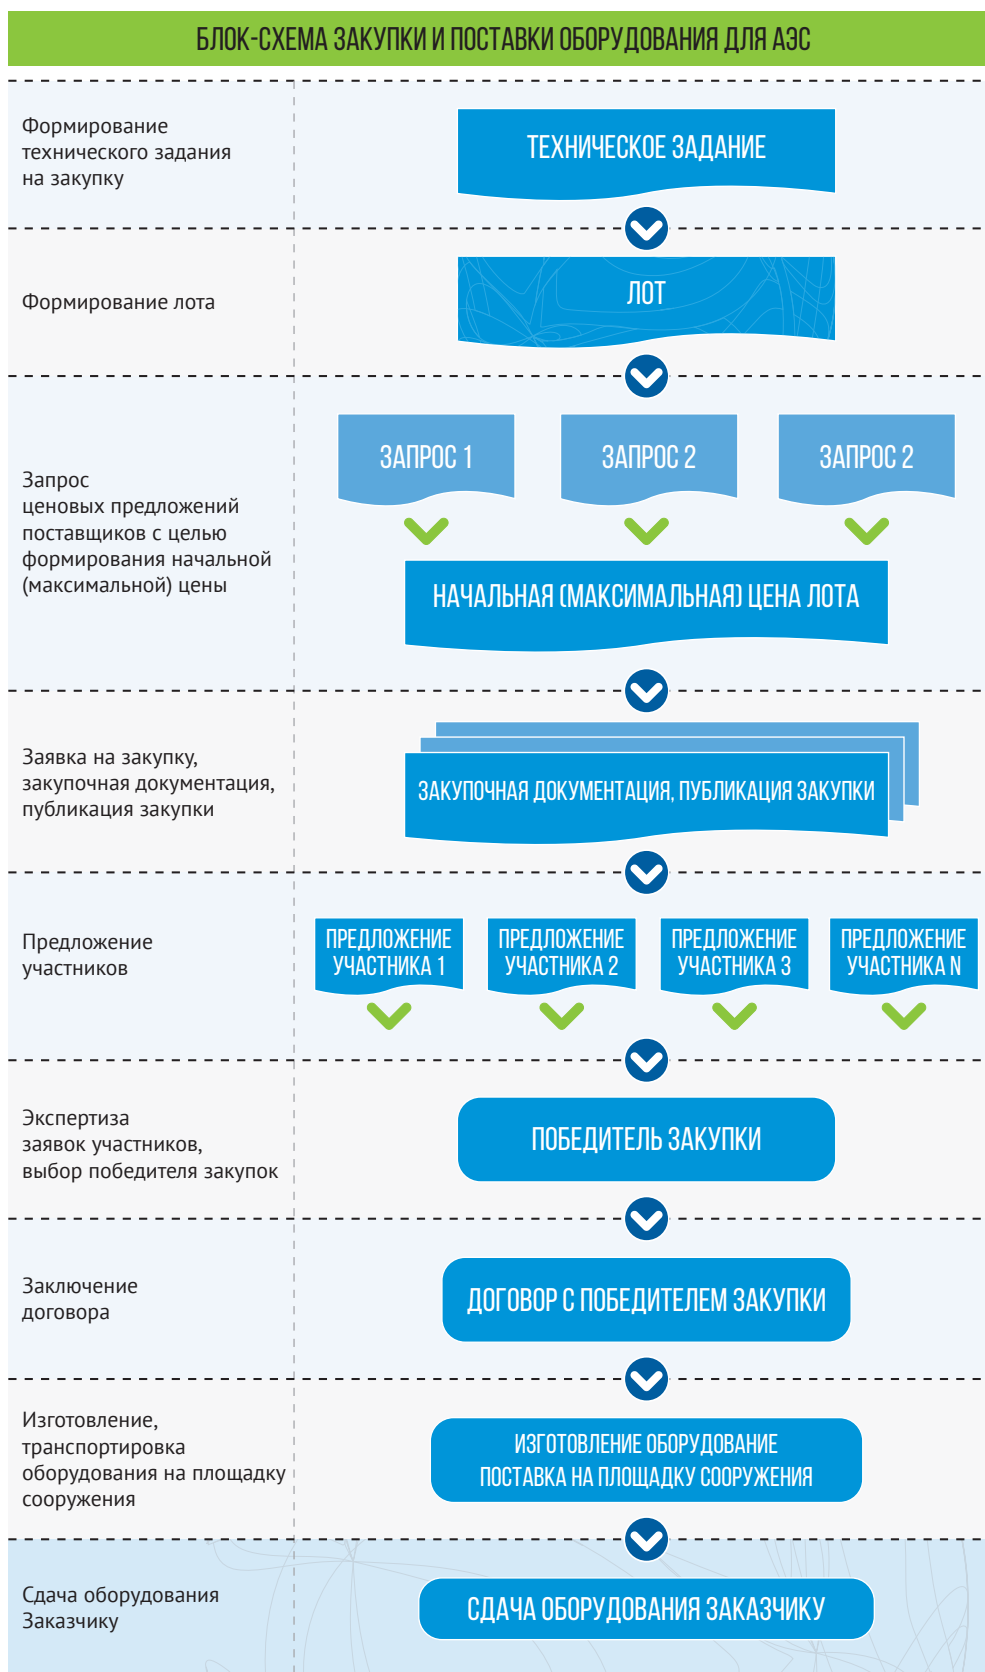 БЛОК-СХЕМА ЗАКУПКИ И ПОСТАВКИ ОБОРУДОВАНИЯ ДЛЯ АЭС
Формирование
технического задания
на закупку
ТЕХНИЧЕСКОЕ ЗАДАНИЕ
Формирование лота
ЛОТ
Запрос
ценовых предложений
поставщиков с целью
формирования начальной
(максимальной) цены
ЗАПРОС 1
ЗАПРОС 2
ЗАПРОС 2
НАЧАЛЬНАЯ (МАКСИМАЛЬНАЯ) ЦЕНА ЛОТА
Заявка на закупку,
закупочная документация,
публикация закупки
ЗАКУПОЧНАЯ ДОКУМЕНТАЦИЯ, ПУБЛИКАЦИЯ ЗАКУПКИ
Предложение
участников
ПРЕДЛОЖЕНИЕ
УЧАСТНИКА 1
ПРЕДЛОЖЕНИЕ
УЧАСТНИКА 2
ПРЕДЛОЖЕНИЕ
УЧАСТНИКА 3
ПРЕДЛОЖЕНИЕ
УЧАСТНИКА N
Экспертиза
заявок участников,
выбор победителя закупок
ПОБЕДИТЕЛЬ ЗАКУПКИ
Заключение
договора
ДОГОВОР С ПОБЕДИТЕЛЕМ ЗАКУПКИ
Изготовление,
транспортировка
оборудования на площадку
сооружения
ИЗГОТОВЛЕНИЕ ОБОРУДОВАНИЕ
ПОСТАВКА НА ПЛОЩАДКУ СООРУЖЕНИЯ
Сдача оборудования
Заказчику
СДАЧА ОБОРУДОВАНИЯ ЗАКАЗЧИКУ